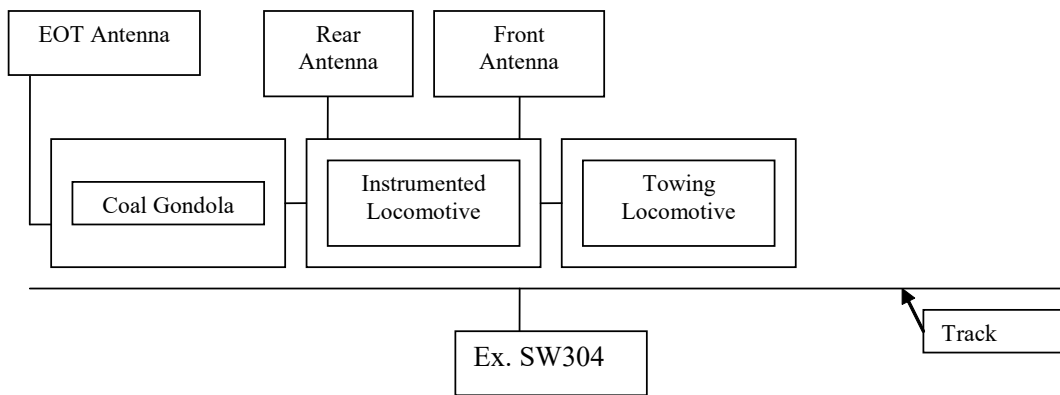 EOT Antenna
Rear
Antenna
Front
Antenna
Coal Gondola
Instrumented
Locomotive
Towing
Locomotive
Track
Ex. SW304